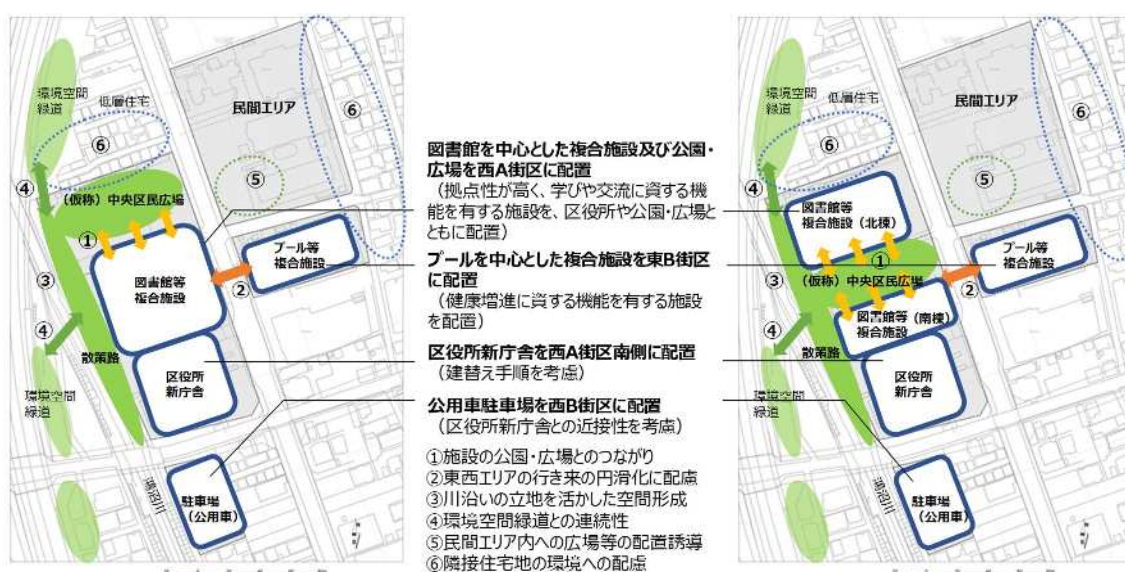 環境空間
緑道
低層住宅
⑥
④
(仮称)中央区民広場
①
③
図書館等
複合施設
②
④
散策路
区役所
新庁舎
環境空間
緑道
駐車場
(公用車)
民間エリア
⑤
⑥
プール等
複合施設
図書館を中心とした複合施設及び公園・
広場を西A街区に配置
(拠点性が高く、学びや交流に資する機
能を有する施設を、区役所や公園・広場と
ともに配置)
プールを中心とした複合施設を東B街区
に配置
(健康増進に資する機能を有する施設
を配置)
区役所新庁舎を西A街区南側に配置
(建替え手順を考慮)
公用車駐車場を西B街区に配置
(区役所新庁舎との近接性を考慮)
①施設の公園・広場とのつながり
②東西エリアの行き来の円滑化に配慮
③川沿いの立地を活かした空間形成
④環境空間緑道との連続性
⑤民間エリア内への広場等の配置誘導
⑥隣接住宅地の環境への配慮
環境空間
緑道
低層住宅
⑥
④
図書館等
複合施設(北棟)
①
③
(仮称)中央区民広場
②
図書館等
複合施設(南棟)
④
散策路
区役所
新庁舎
環境空間
緑道
駐車場
(公用車)
民間エリア
⑤
⑥
プール等
複合施設